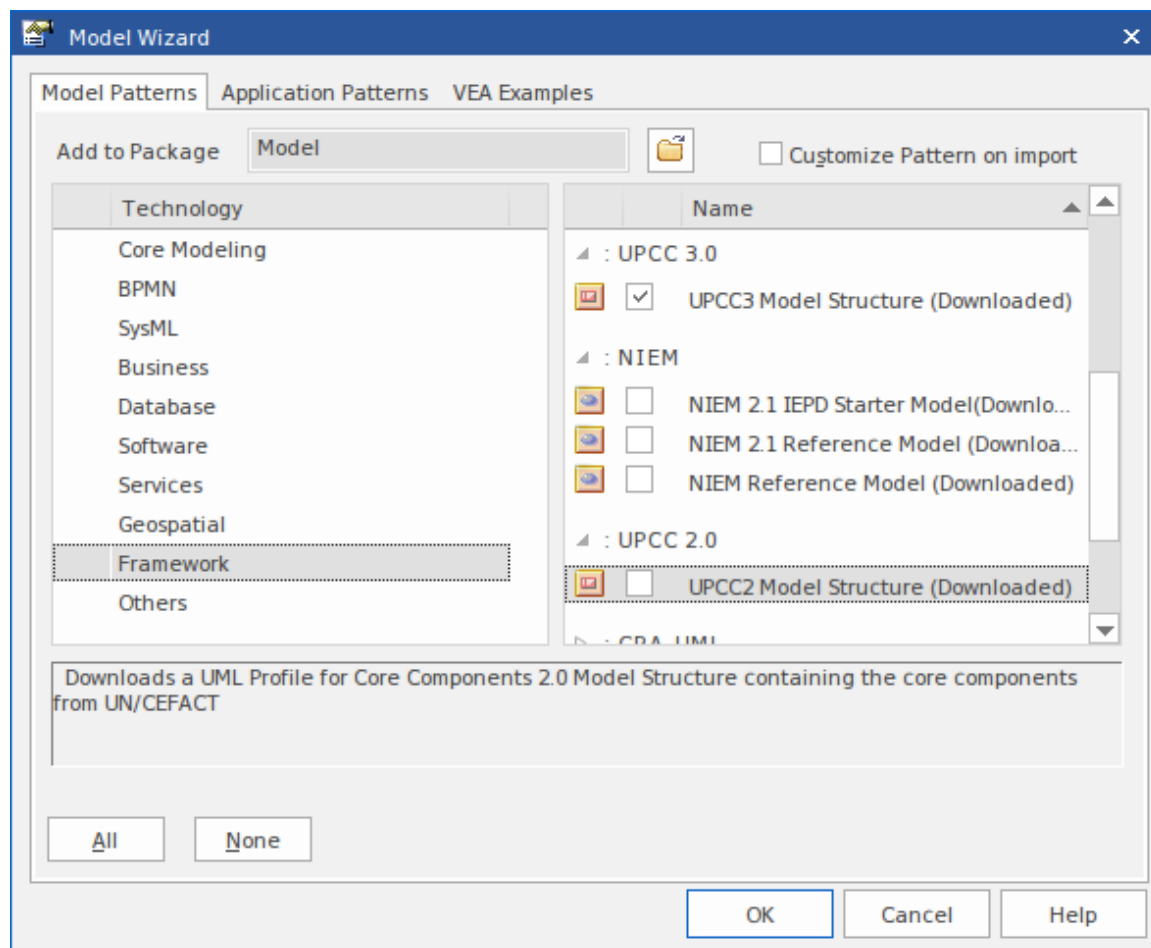 Model Wizard
Model Patterns Application Patterns VEA Examples
Add to Package Model Customize Pattern on import
Technology
Core Modeling
BPMN
SysML
Business
Database
Software
Services
Geospatial
Framework
Others
Name
: UPCC 3.0
UPCC3 Model Structure (Downloaded)
: NIEM
NIEM 2.1 IEPD Starter Model(Downlo...
NIEM 2.1 Reference Model (Downloa...
NIEM Reference Model (Downloaded)
: UPCC 2.0
UPCC2 Model Structure (Downloaded)
Downloads a UML Profile for Core Components 2.0 Model Structure containing the core components
from UN/CEFACT
All None
OK Cancel Help